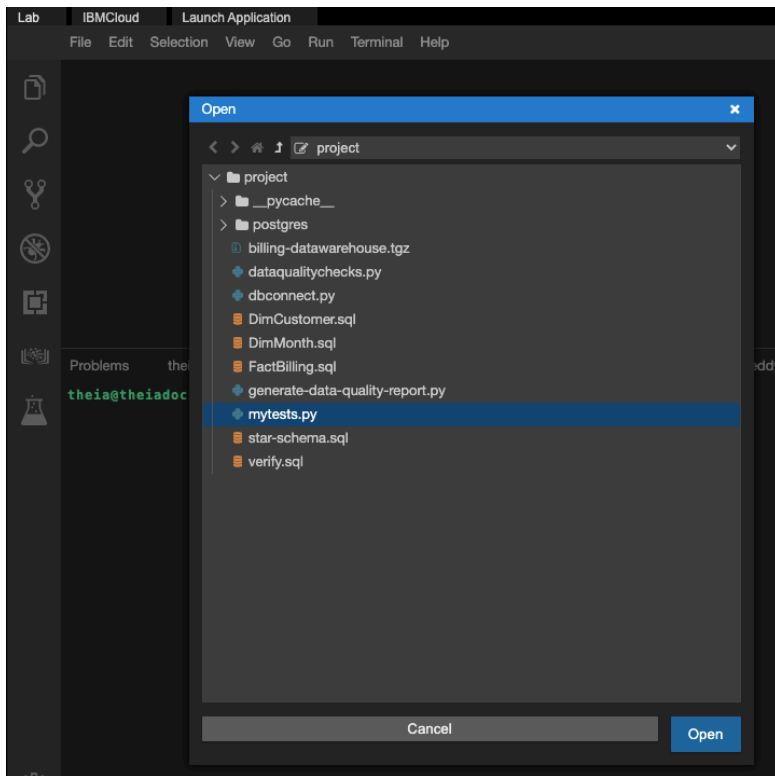 Lab IBMCloud Launch Application
File Edit Selection View Go Run Terminal Help
Open
project
project
__pycache__
postgres
billing-datawarehouse.tgz
dataqualitychecks.py
dbconnect.py
DimCustomer.sql
DimMonth.sql
FactBilling.sql
generate-data-quality-report.py
mytests.py
star-schema.sql
verify.sql
Problems
theia@theiadoc
Cancel Open